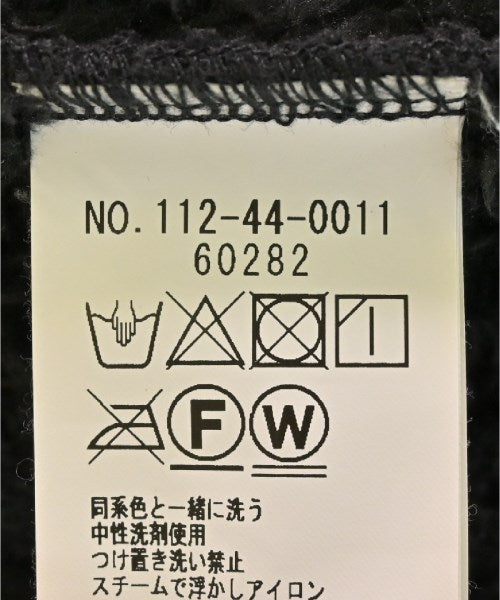 NO. 112-44-0011
60282
F W
同系色と一緒に洗う
中性洗剤使用
つけ置き洗い禁止
スチームで浮かしアイロン